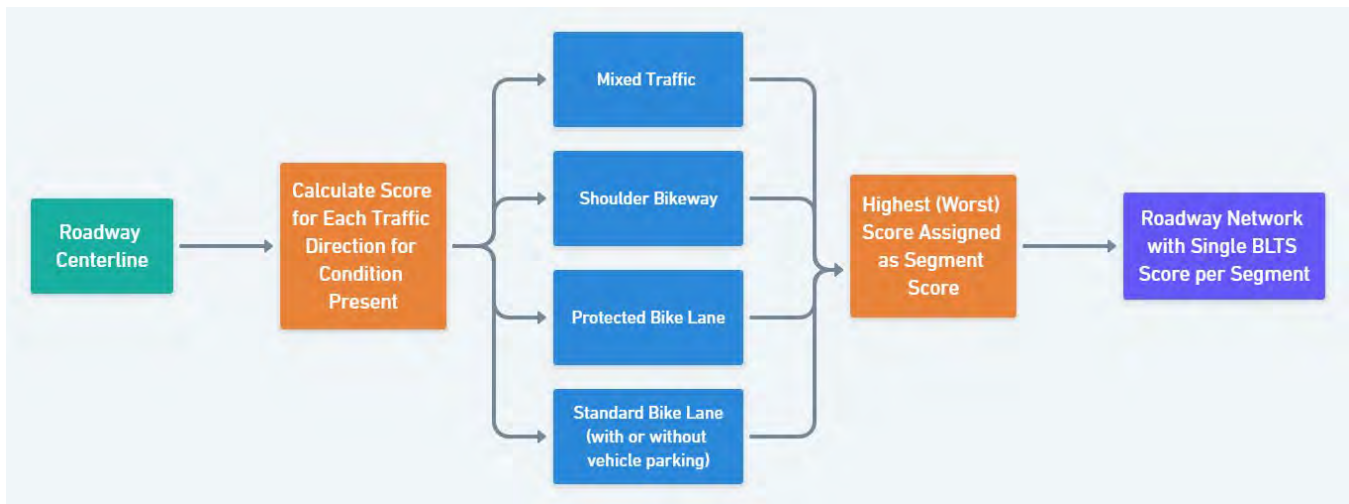 Roadway
Centerline
Calculate Score
for Each Traffic
Direction for
Condition
Present
Mixed Traffic
Shoulder Bikeway
Protected Bike Lane
Standard Bike Lane
(with or without
vehicle parking)
Highest (Worst)
Score Assigned
as Segment
Score
Roadway Network
with Single BLTS
Score per Segment